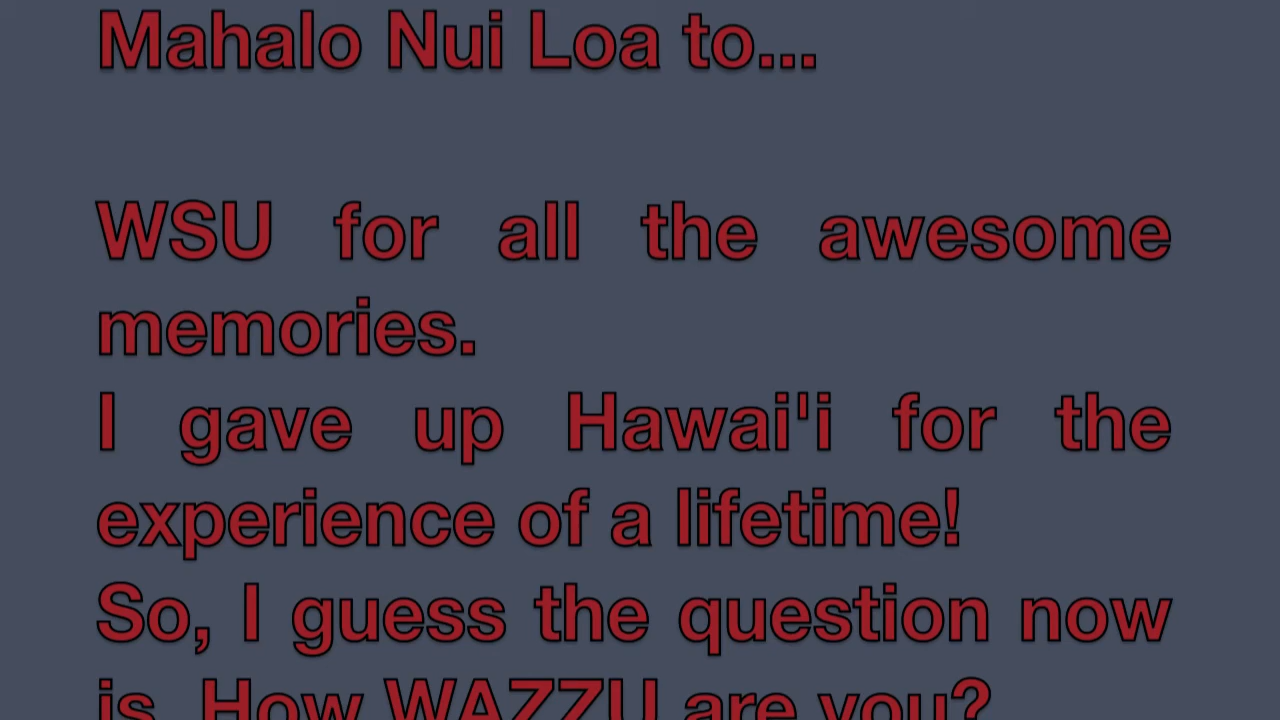 Mahalo Nui Loa to...
WSU for all the awesome
memories.
I gave up Hawai'i for the
experience of a lifetime!
So, I guess the question now
is, How WAZZU are you?